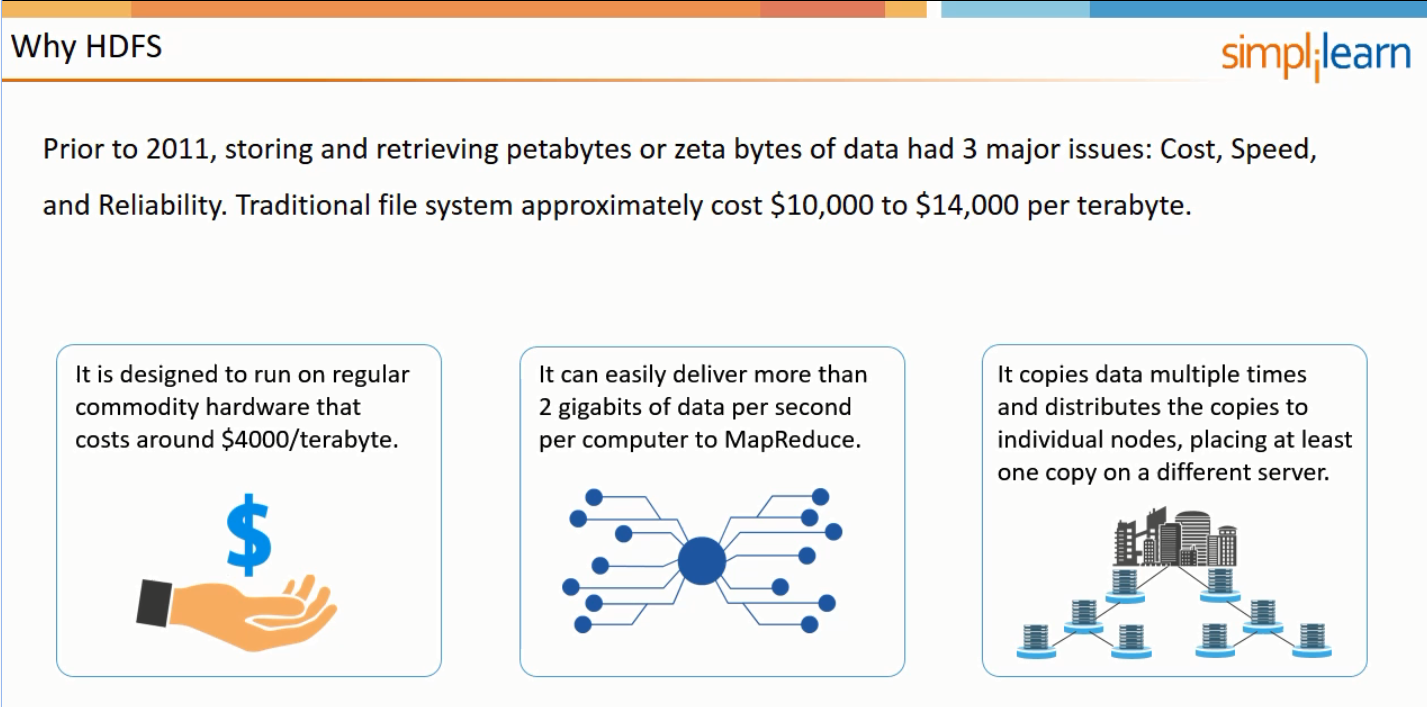 Why HDFS
simplilearn
Prior to 2011, storing and retrieving petabytes or zeta bytes of data had 3 major issues: Cost, Speed,
and Reliability. Traditional file system approximately cost $10,000 to $14,000 per terabyte.
It is designed to run on regular
commodity hardware that
costs around $4000/terabyte.
$
It can easily deliver more than
2 gigabits of data per second
per computer to MapReduce.
It copies data multiple times
and distributes the copies to
individual nodes, placing at least
one copy on a different server.